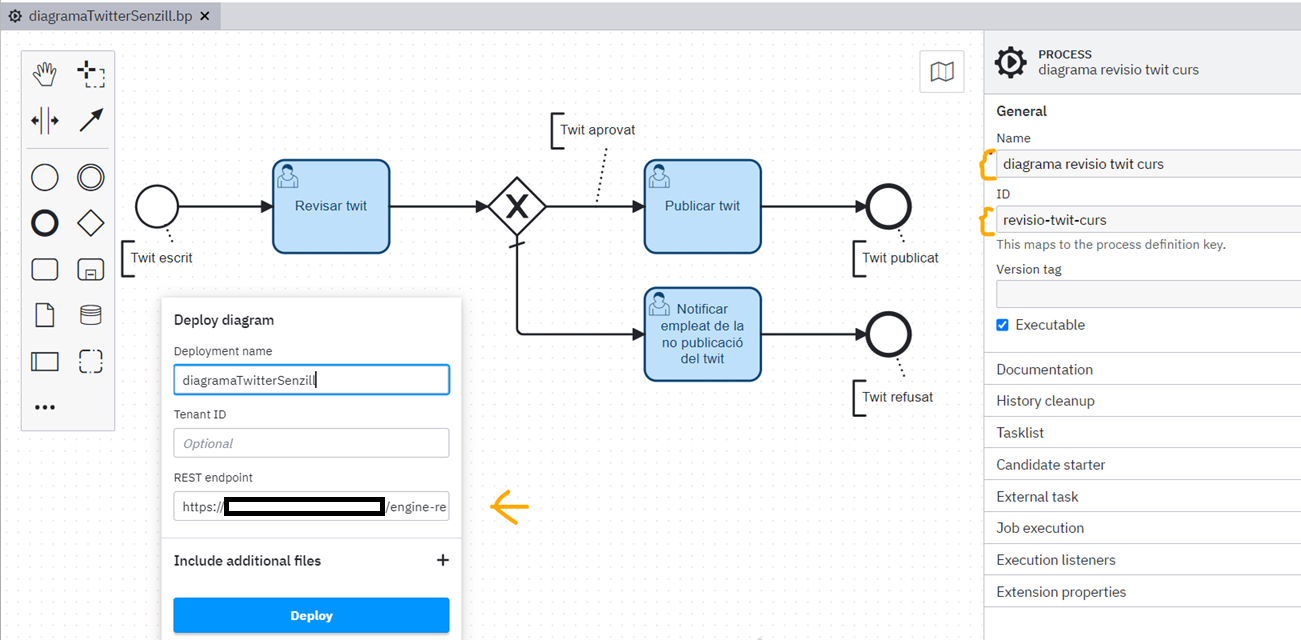 diagramaTwitterSenzill.bp
PROCESS
diagrama revisio twit curs
General
Name
diagrama revisio twit curs
ID
revisio-twit-curs
This maps to the process definition key.
Version tag
Executable
Documentation
History cleanup
Tasklist
Candidate starter
External task
Job execution
Execution listeners
Extension properties
Twit aprovat
Revisar twit
X
Publicar twit
Twit escrit
Twit publicat
Notificar
empleat de la
no publicació
del twit
Twit refusat
Deploy diagram
Deployment name
diagramaTwitterSenzill
Tenant ID
Optional
REST endpoint
https:// /engine-re
Include additional files
Deploy